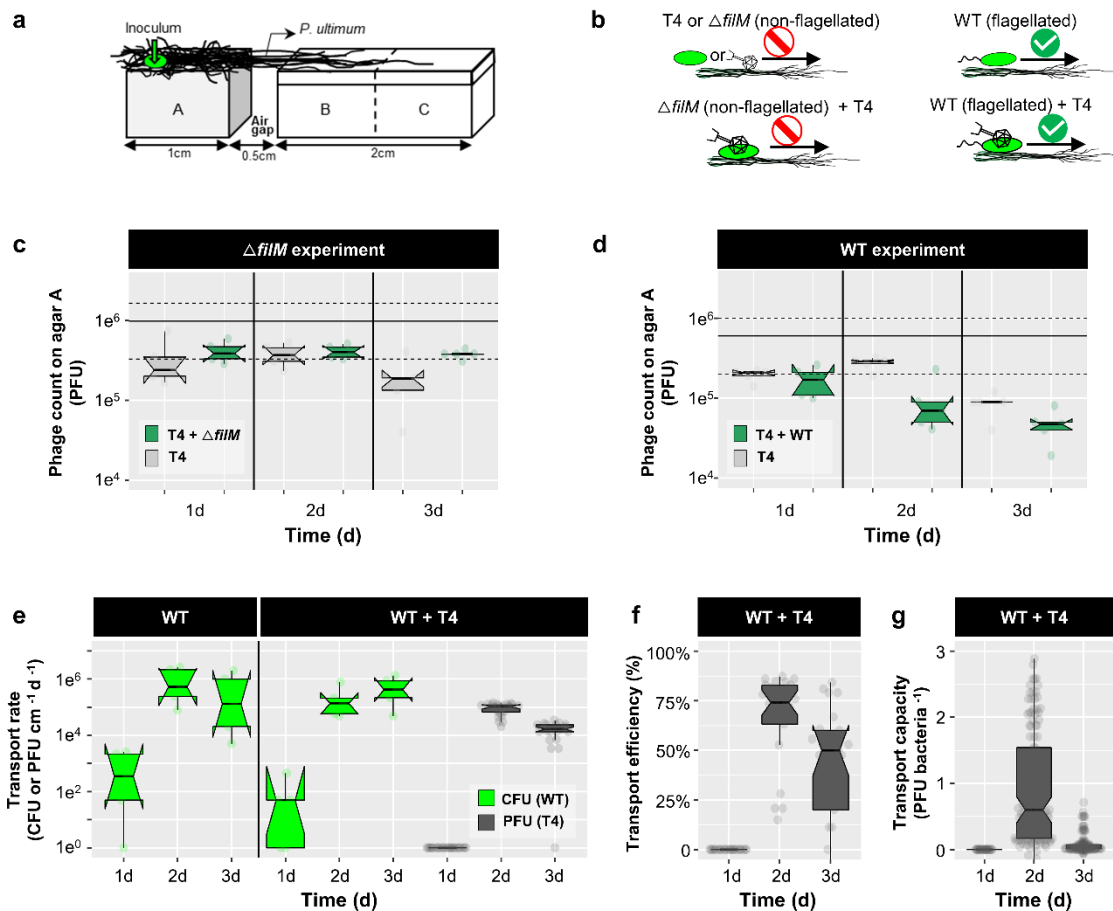 a
Inoculum
P. ultimum
A
B
C
Air
gap
1cm
0.5cm
2cm
b
T4 or △filM (non-flagellated)
or
WT (flagellated)
△filM (non-flagellated) + T4
WT (flagellated) + T4
c
△filM experiment
Phage count on agar A
(PFU)
1e⁶
1e⁵
1e⁴
T4 + △filM
T4
1d 2d 3d
Time (d)
d
WT experiment
Phage count on agar A
(PFU)
1e⁶
1e⁵
1e⁴
T4 + WT
T4
1d 2d 3d
Time (d)
e
WT
WT + T4
Transport rate
(CFU or PFU cm ⁻¹ d ⁻¹)
10⁶
10⁴
10²
10⁰
CFU (WT)
PFU (T4)
1d 2d 3d 1d 2d 3d 1d 2d 3d
Time (d)
f
WT + T4
Transport efficiency (%)
100%
75%
50%
25%
0
1d 2d 3d
Time (d)
g
WT + T4
Transport capacity
(PFU bacteria ⁻¹)
3
2
1
0
1d 2d 3d
Time (d)